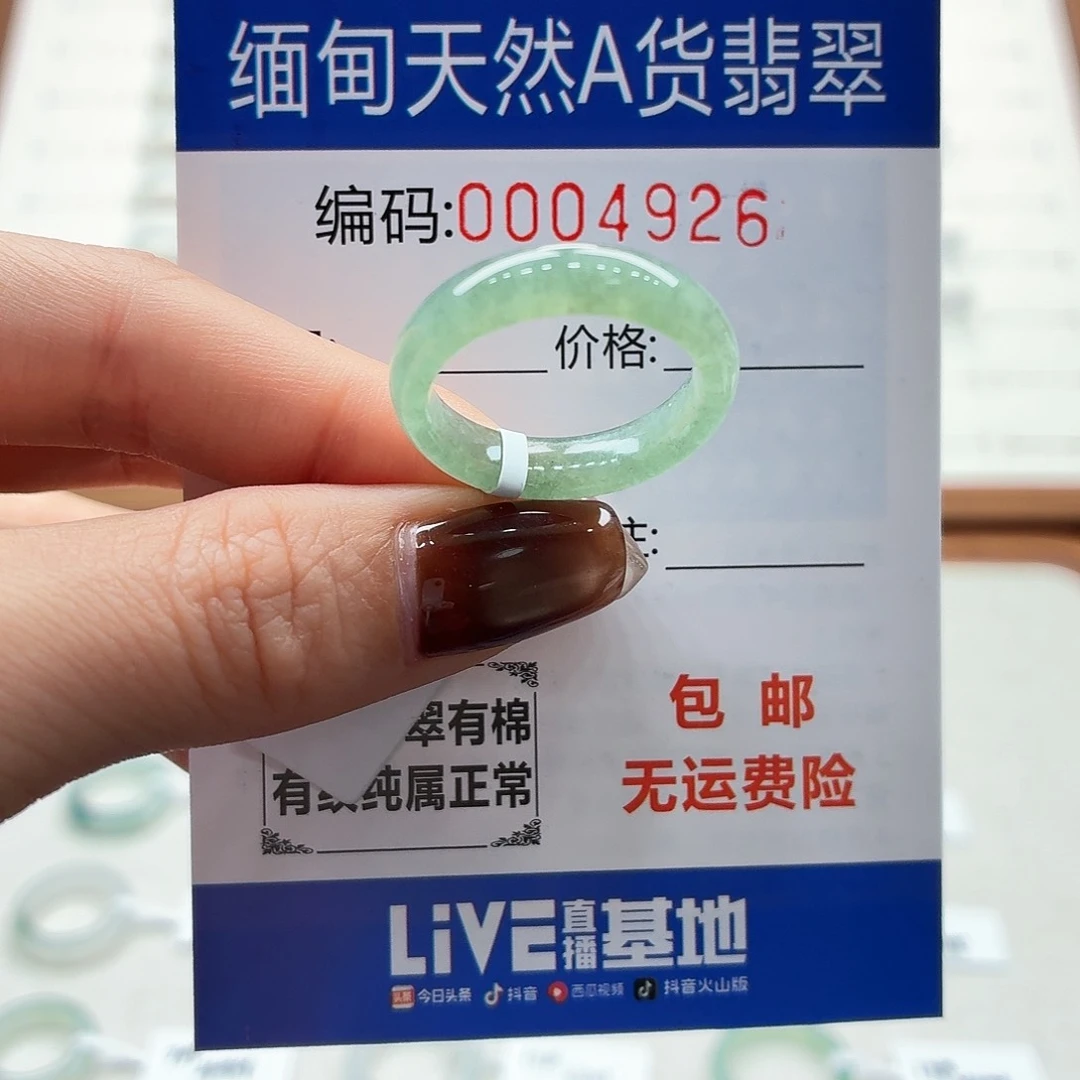 缅甸天然A货翡翠
编码:0004926
价格:
翠有棉
有纹纯属正常
包 邮
无运费险
LiVE直播基地
今日头条 抖音 西瓜视频 抖音火山版